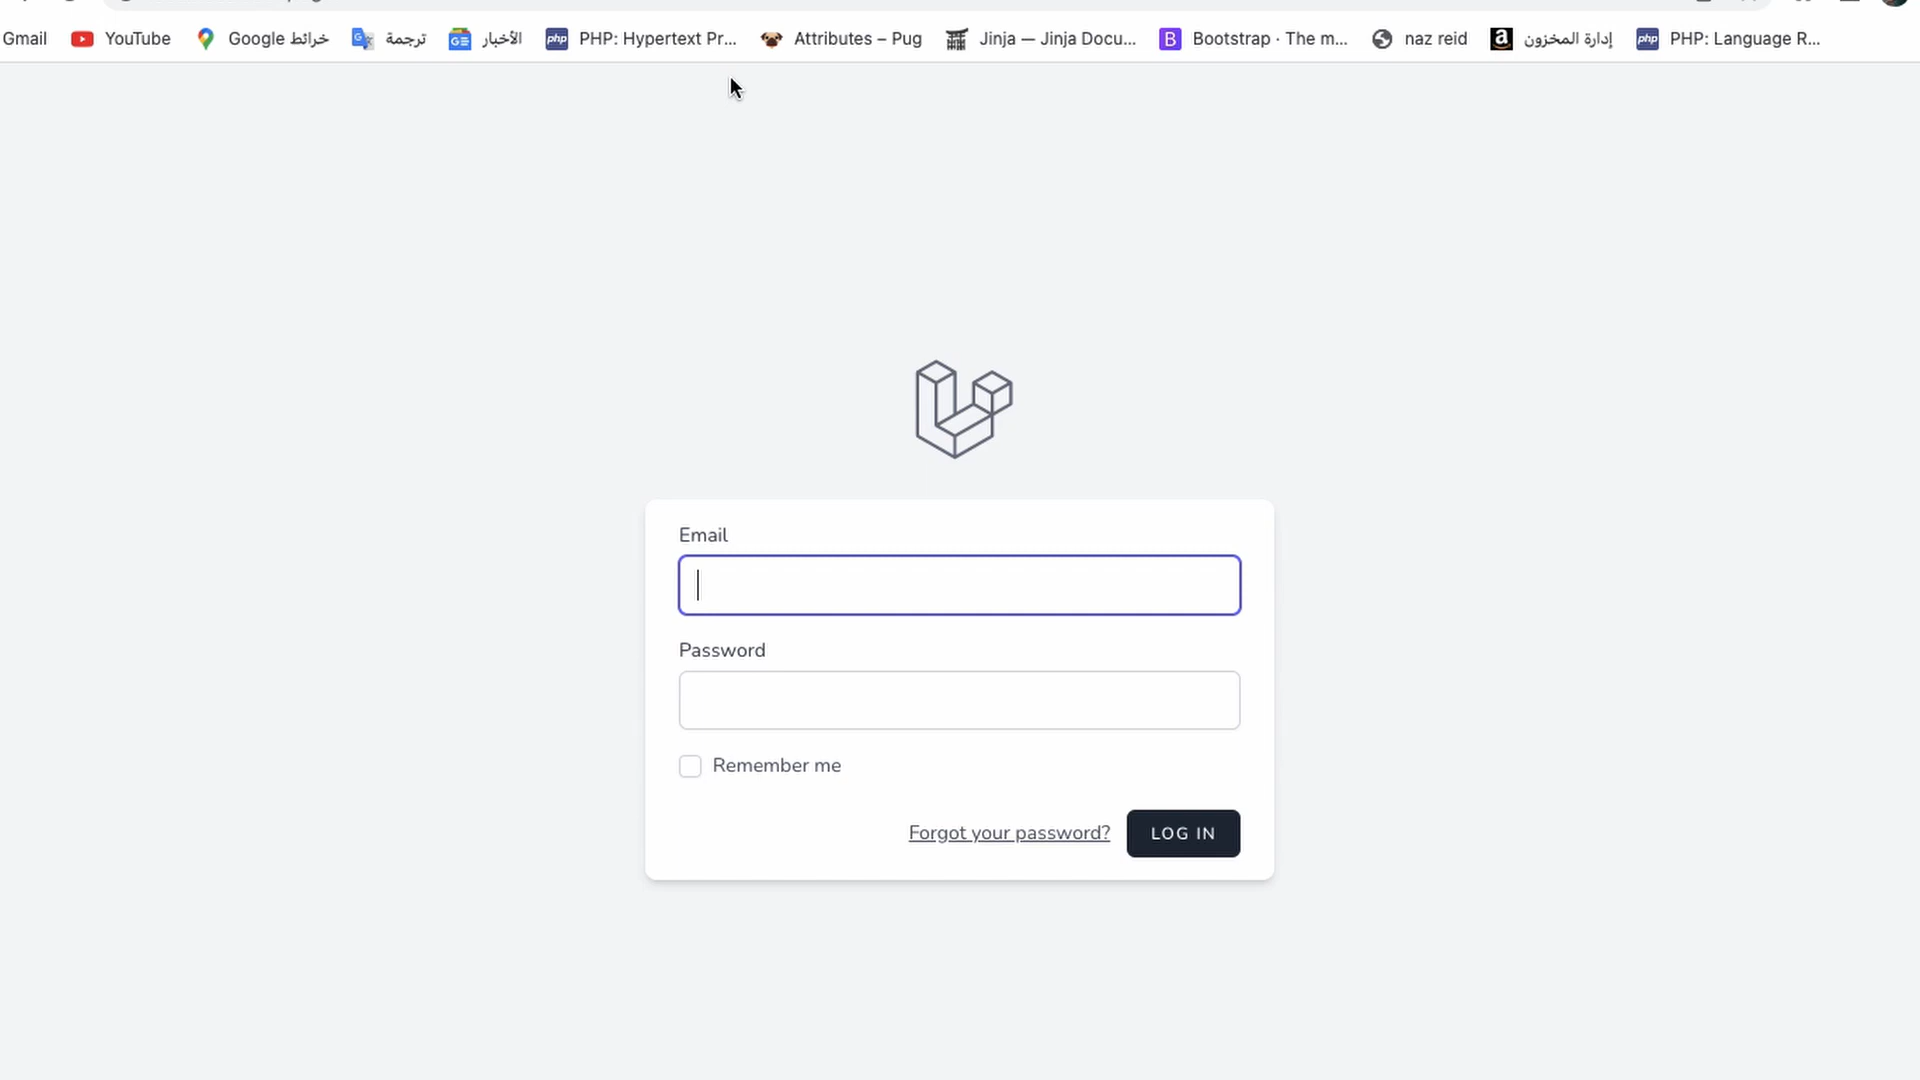 Gmail YouTube خرائط Google ترجمة الأخبار PHP: Hypertext Pr... Attributes – Pug Jinja — Jinja Docu... Bootstrap · The m... naz reid إدارة المخزون PHP: Language R...
Email
Password
Remember me
Forgot your password? LOG IN